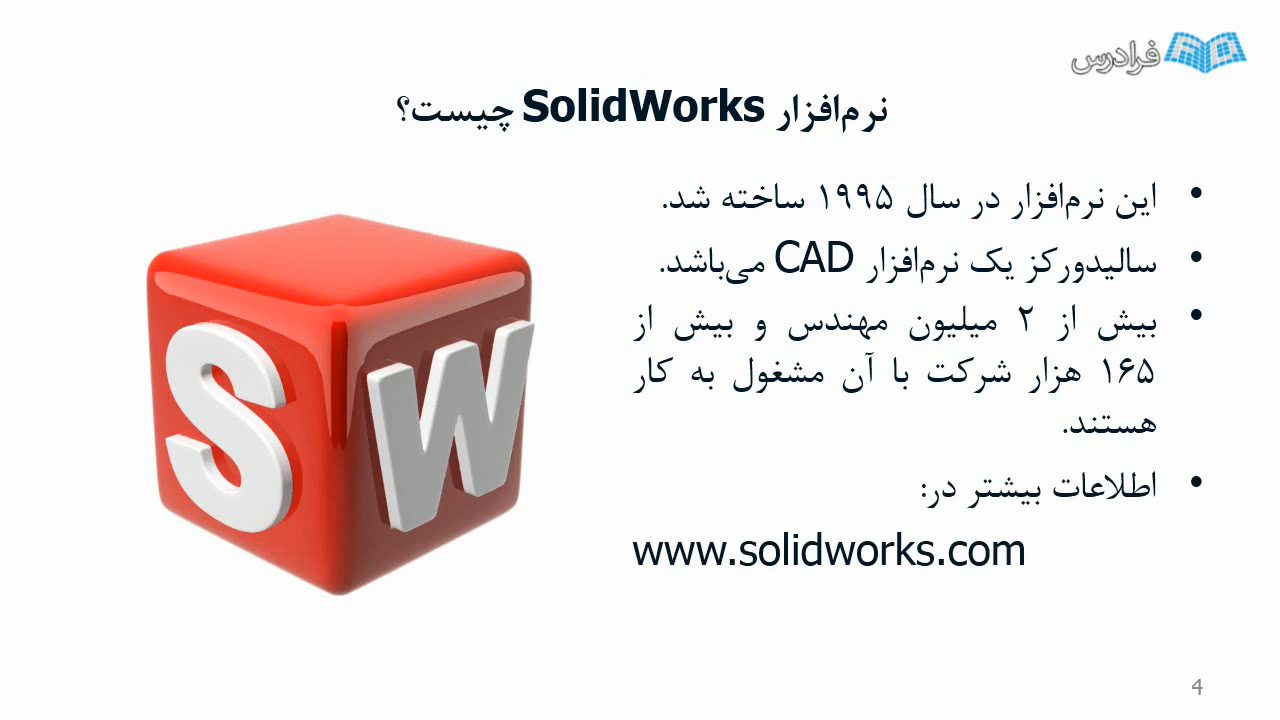 فرادرس
نرم‌افزار SolidWorks چیست؟
• این نرم‌افزار در سال ۱۹۹۵ ساخته شد.
• سالیدورکز یک نرم‌افزار CAD می‌باشد.
• بیش از ۲ میلیون مهندس و بیش از
۱۶۵ هزار شرکت با آن مشغول به کار
هستند.
• اطلاعات بیشتر در:
www.solidworks.com
S W
4